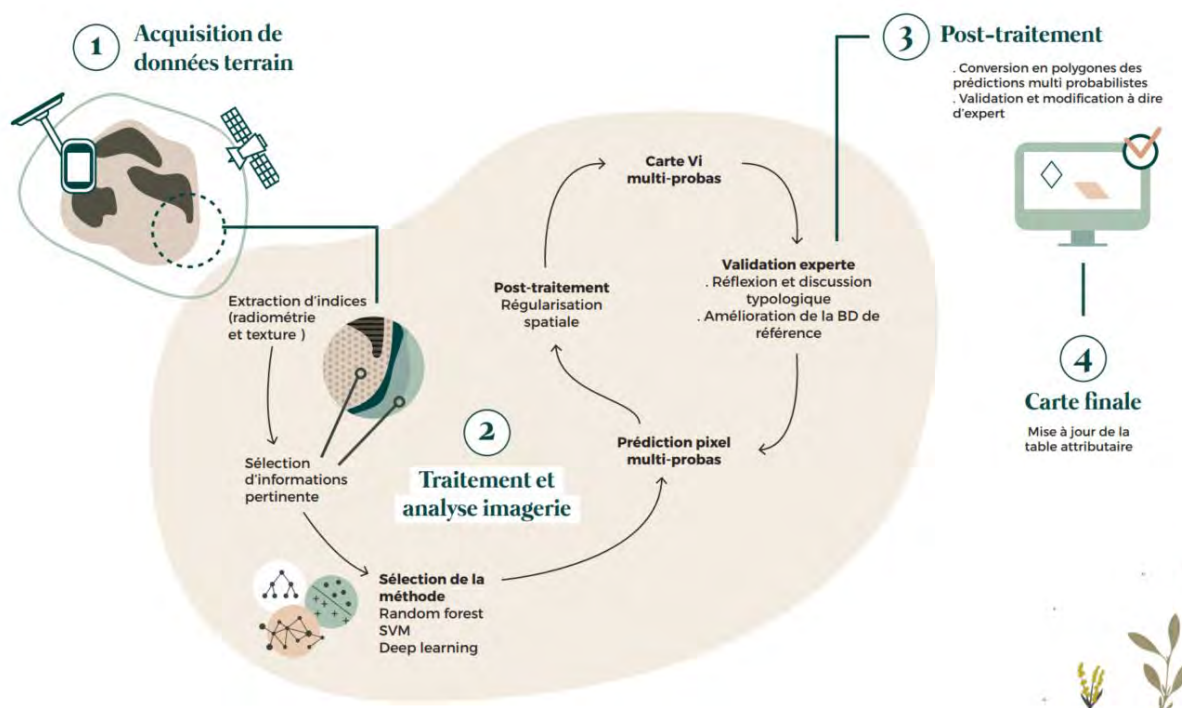 1
Acquisition de
données terrain
Extraction d'indices
(radiométrie
et texture )
Sélection
d'informations
pertinente
2
Traitement et
analyse imagerie
Sélection de la
méthode
Random forest
SVM
Deep learning
Prédiction pixel
multi-probas
Post-traitement
Régularisation
spatiale
Carte Vi
multi-probas
Validation experte
. Réflexion et discussion
typologique
. Amélioration de la BD de
référence
3
Post-traitement
. Conversion en polygones des
prédictions multi probabilistes
. Validation et modification à dire
d'expert
4
Carte finale
Mise à jour de la
table attributaire